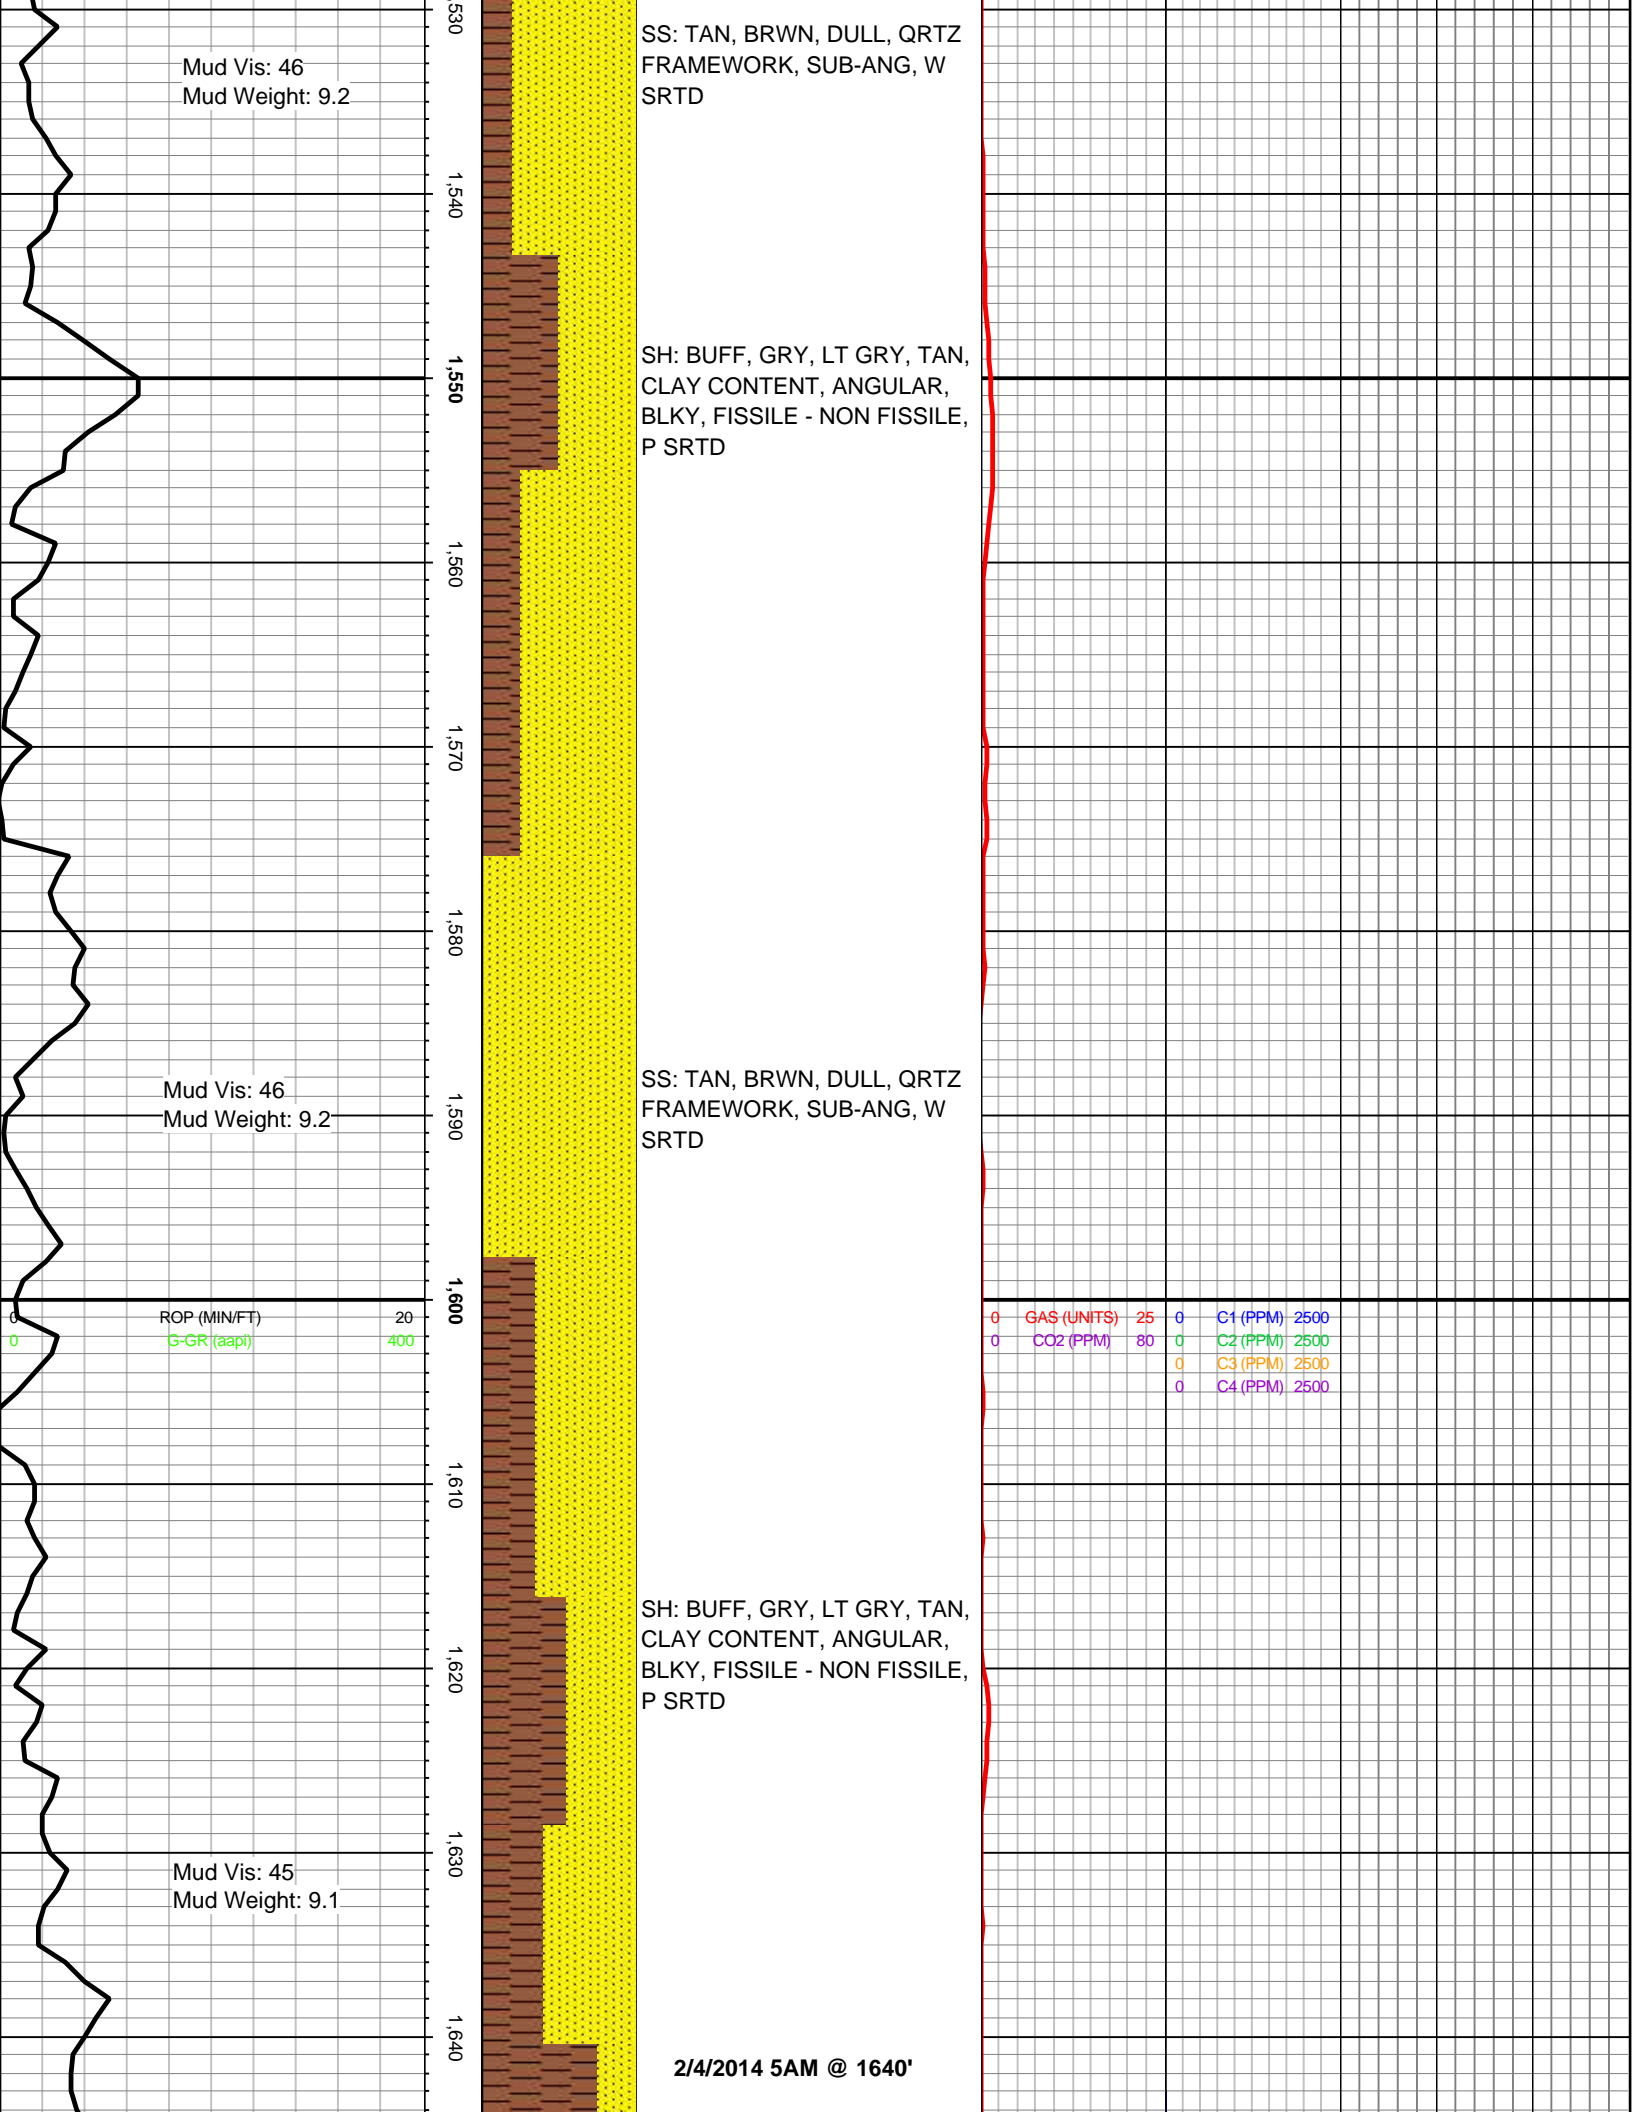 ,530
SS: TAN, BRWN, DULL, QRTZ
FRAMEWORK, SUB-ANG, W
SRTD
Mud Vis: 46
Mud Weight: 9.2
1,540
SH: BUFF, GRY, LT GRY, TAN,
CLAY CONTENT, ANGULAR,
BLKY, FISSILE - NON FISSILE,
P SRTD
1,550
1,560
1,570
1,580
SS: TAN, BRWN, DULL, QRTZ
FRAMEWORK, SUB-ANG, W
SRTD
Mud Vis: 46
Mud Weight: 9.2
1,590
1,600
0 ROP (MIN/FT) 20
0 G-GR (aapi) 400
0 GAS (UNITS) 25
0 CO2 (PPM) 80
0 C1 (PPM) 2500
0 C2 (PPM) 2500
0 C3 (PPM) 2500
0 C4 (PPM) 2500
1,610
SH: BUFF, GRY, LT GRY, TAN,
CLAY CONTENT, ANGULAR,
BLKY, FISSILE - NON FISSILE,
P SRTD
1,620
1,630
Mud Vis: 45
Mud Weight: 9.1
1,640
2/4/2014 5AM @ 1640'